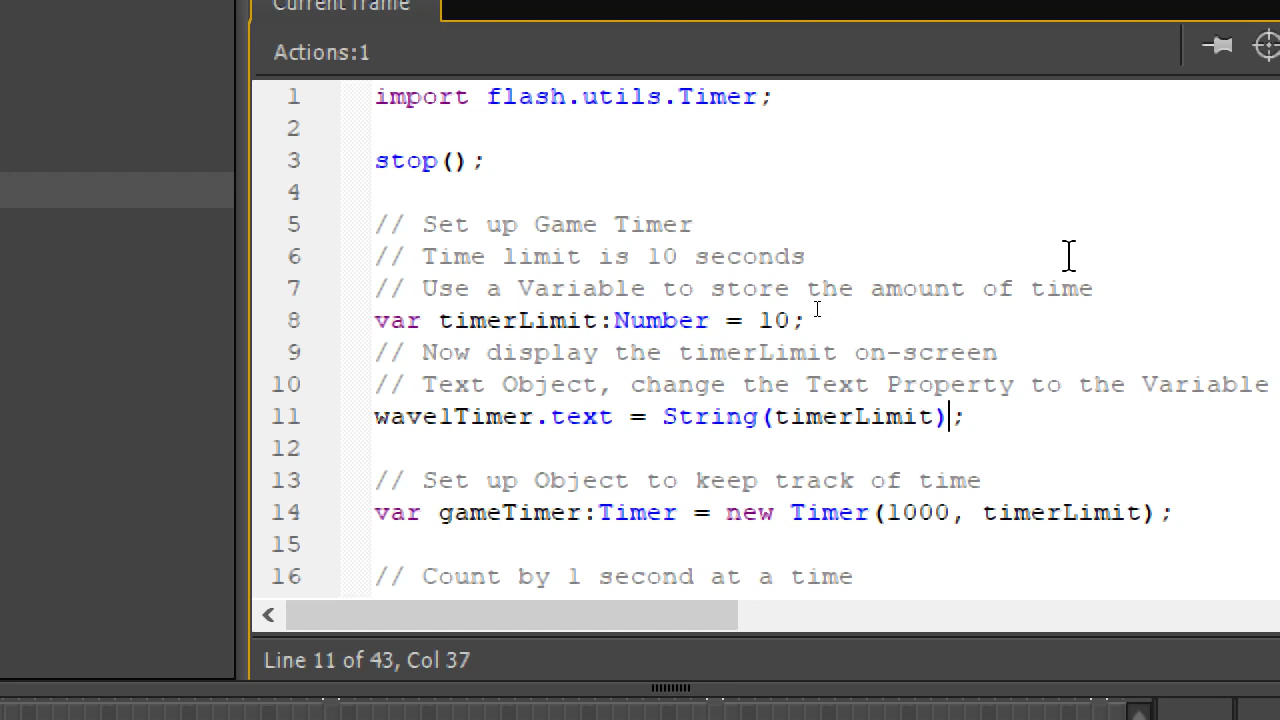 Current frame
Actions:1
1 import flash.utils.Timer;
2
3 stop();
4
5 // Set up Game Timer
6 // Time limit is 10 seconds
7 // Use a Variable to store the amount of time
8 var timerLimit:Number = 10;
9 // Now display the timerLimit on-screen
10 // Text Object, change the Text Property to the Variable
11 wave1Timer.text = String(timerLimit);
12
13 // Set up Object to keep track of time
14 var gameTimer:Timer = new Timer(1000, timerLimit);
15
16 // Count by 1 second at a time
Line 11 of 43, Col 37